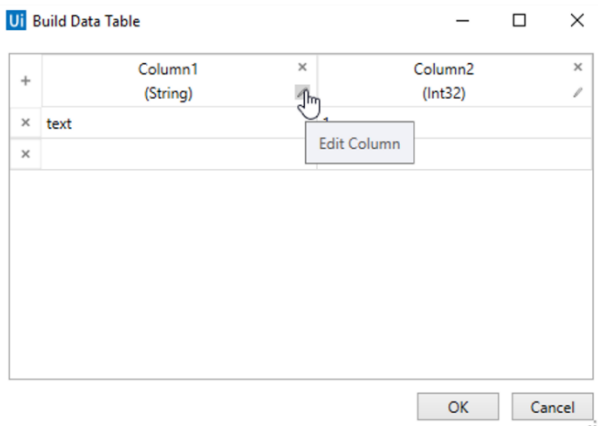 Ui Build Data Table
Column1
(String)
Column2
(Int32)
text
Edit Column
OK
Cancel